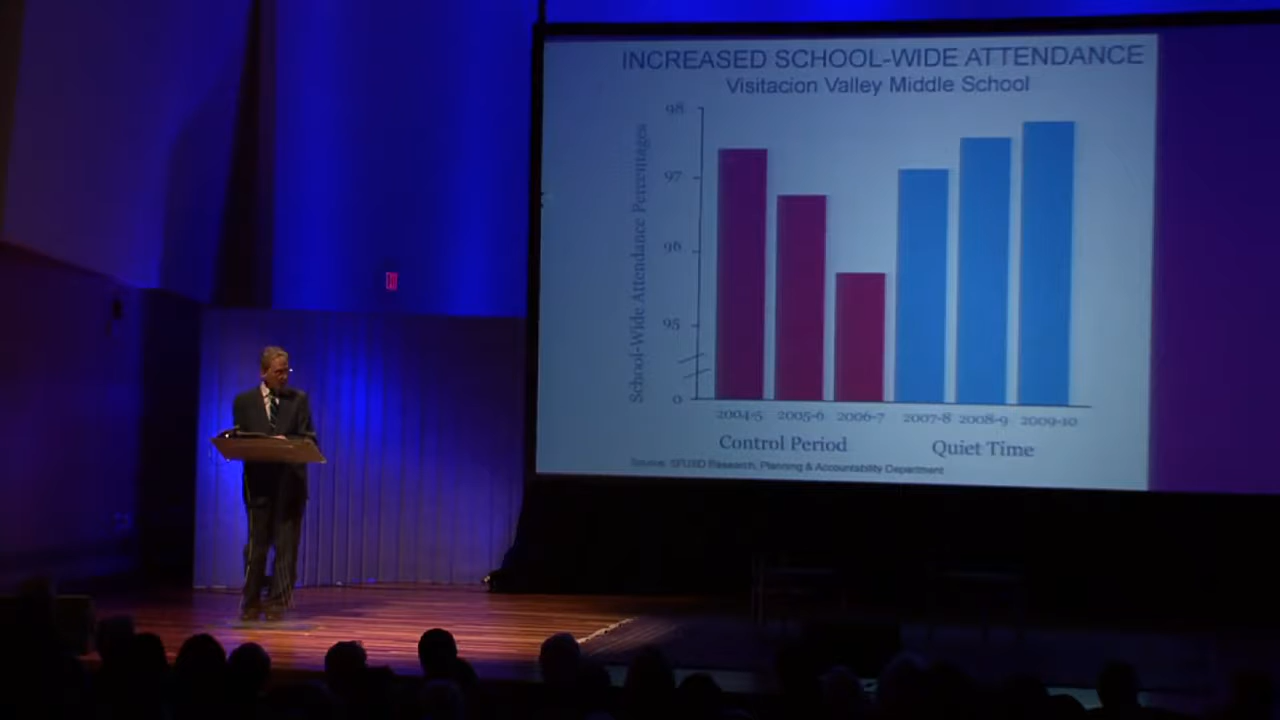 INCREASED SCHOOL-WIDE ATTENDANCE
Visitacion Valley Middle School
School-Wide Attendance Percentages
98
97
96
95
0
2004-5 2005-6 2006-7 2007-8 2008-9 2009-10
Control Period Quiet Time
Source: SFUSD Research, Planning & Accountability Department